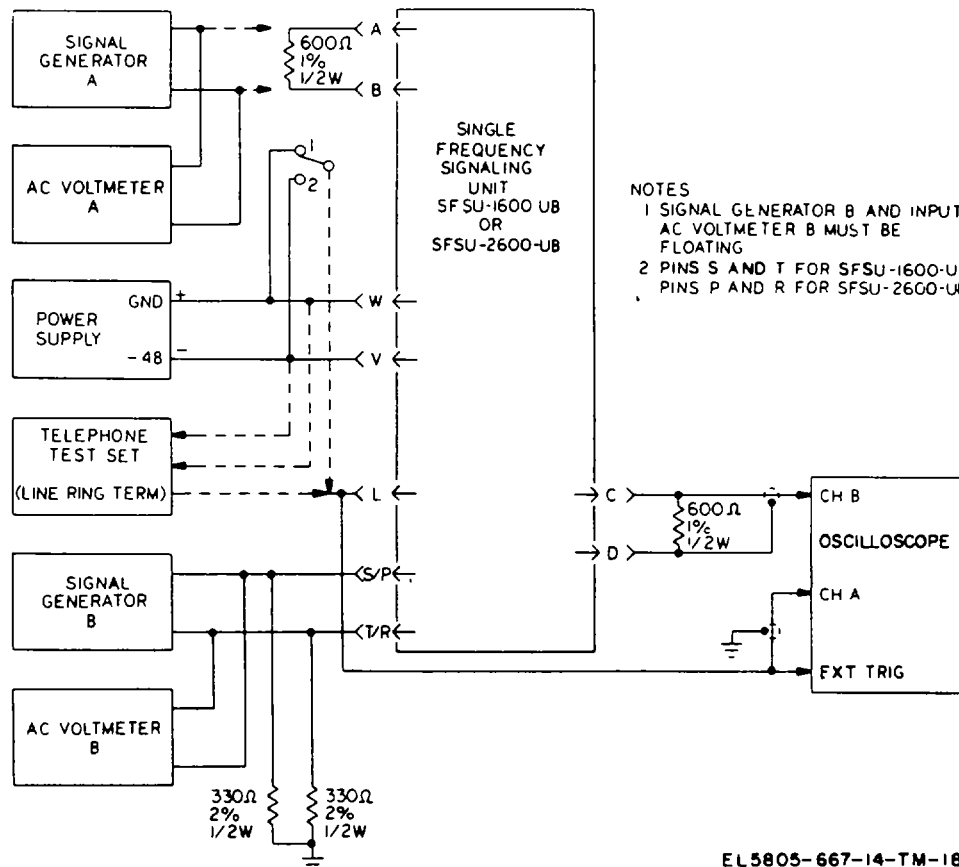 SIGNAL
GENERATOR
A
600Ω
1%
1/2W
A
B
AC VOLTMETER
A
1
2
SINGLE
FREQUENCY
SIGNALING
UNIT
SFSU-1600 UB
OR
SFSU-2600-UB
NOTES
1 SIGNAL GENERATOR B AND INPUT
AC VOLTMETER B MUST BE
FLOATING
2 PINS S AND T FOR SFSU-1600-U
PINS P AND R FOR SFSU-2600-U
POWER
SUPPLY
GND +
-48 −
W
V
TELEPHONE
TEST SET
(LINE RING TERM)
L
C
D
600Ω
1%
1/2W
CH B
OSCILLOSCOPE
CH A
EXT TRIG
SIGNAL
GENERATOR
B
S/P
T/R
AC VOLTMETER
B
330Ω
2%
1/2W
330Ω
2%
1/2W
EL5805-667-14-TM-18